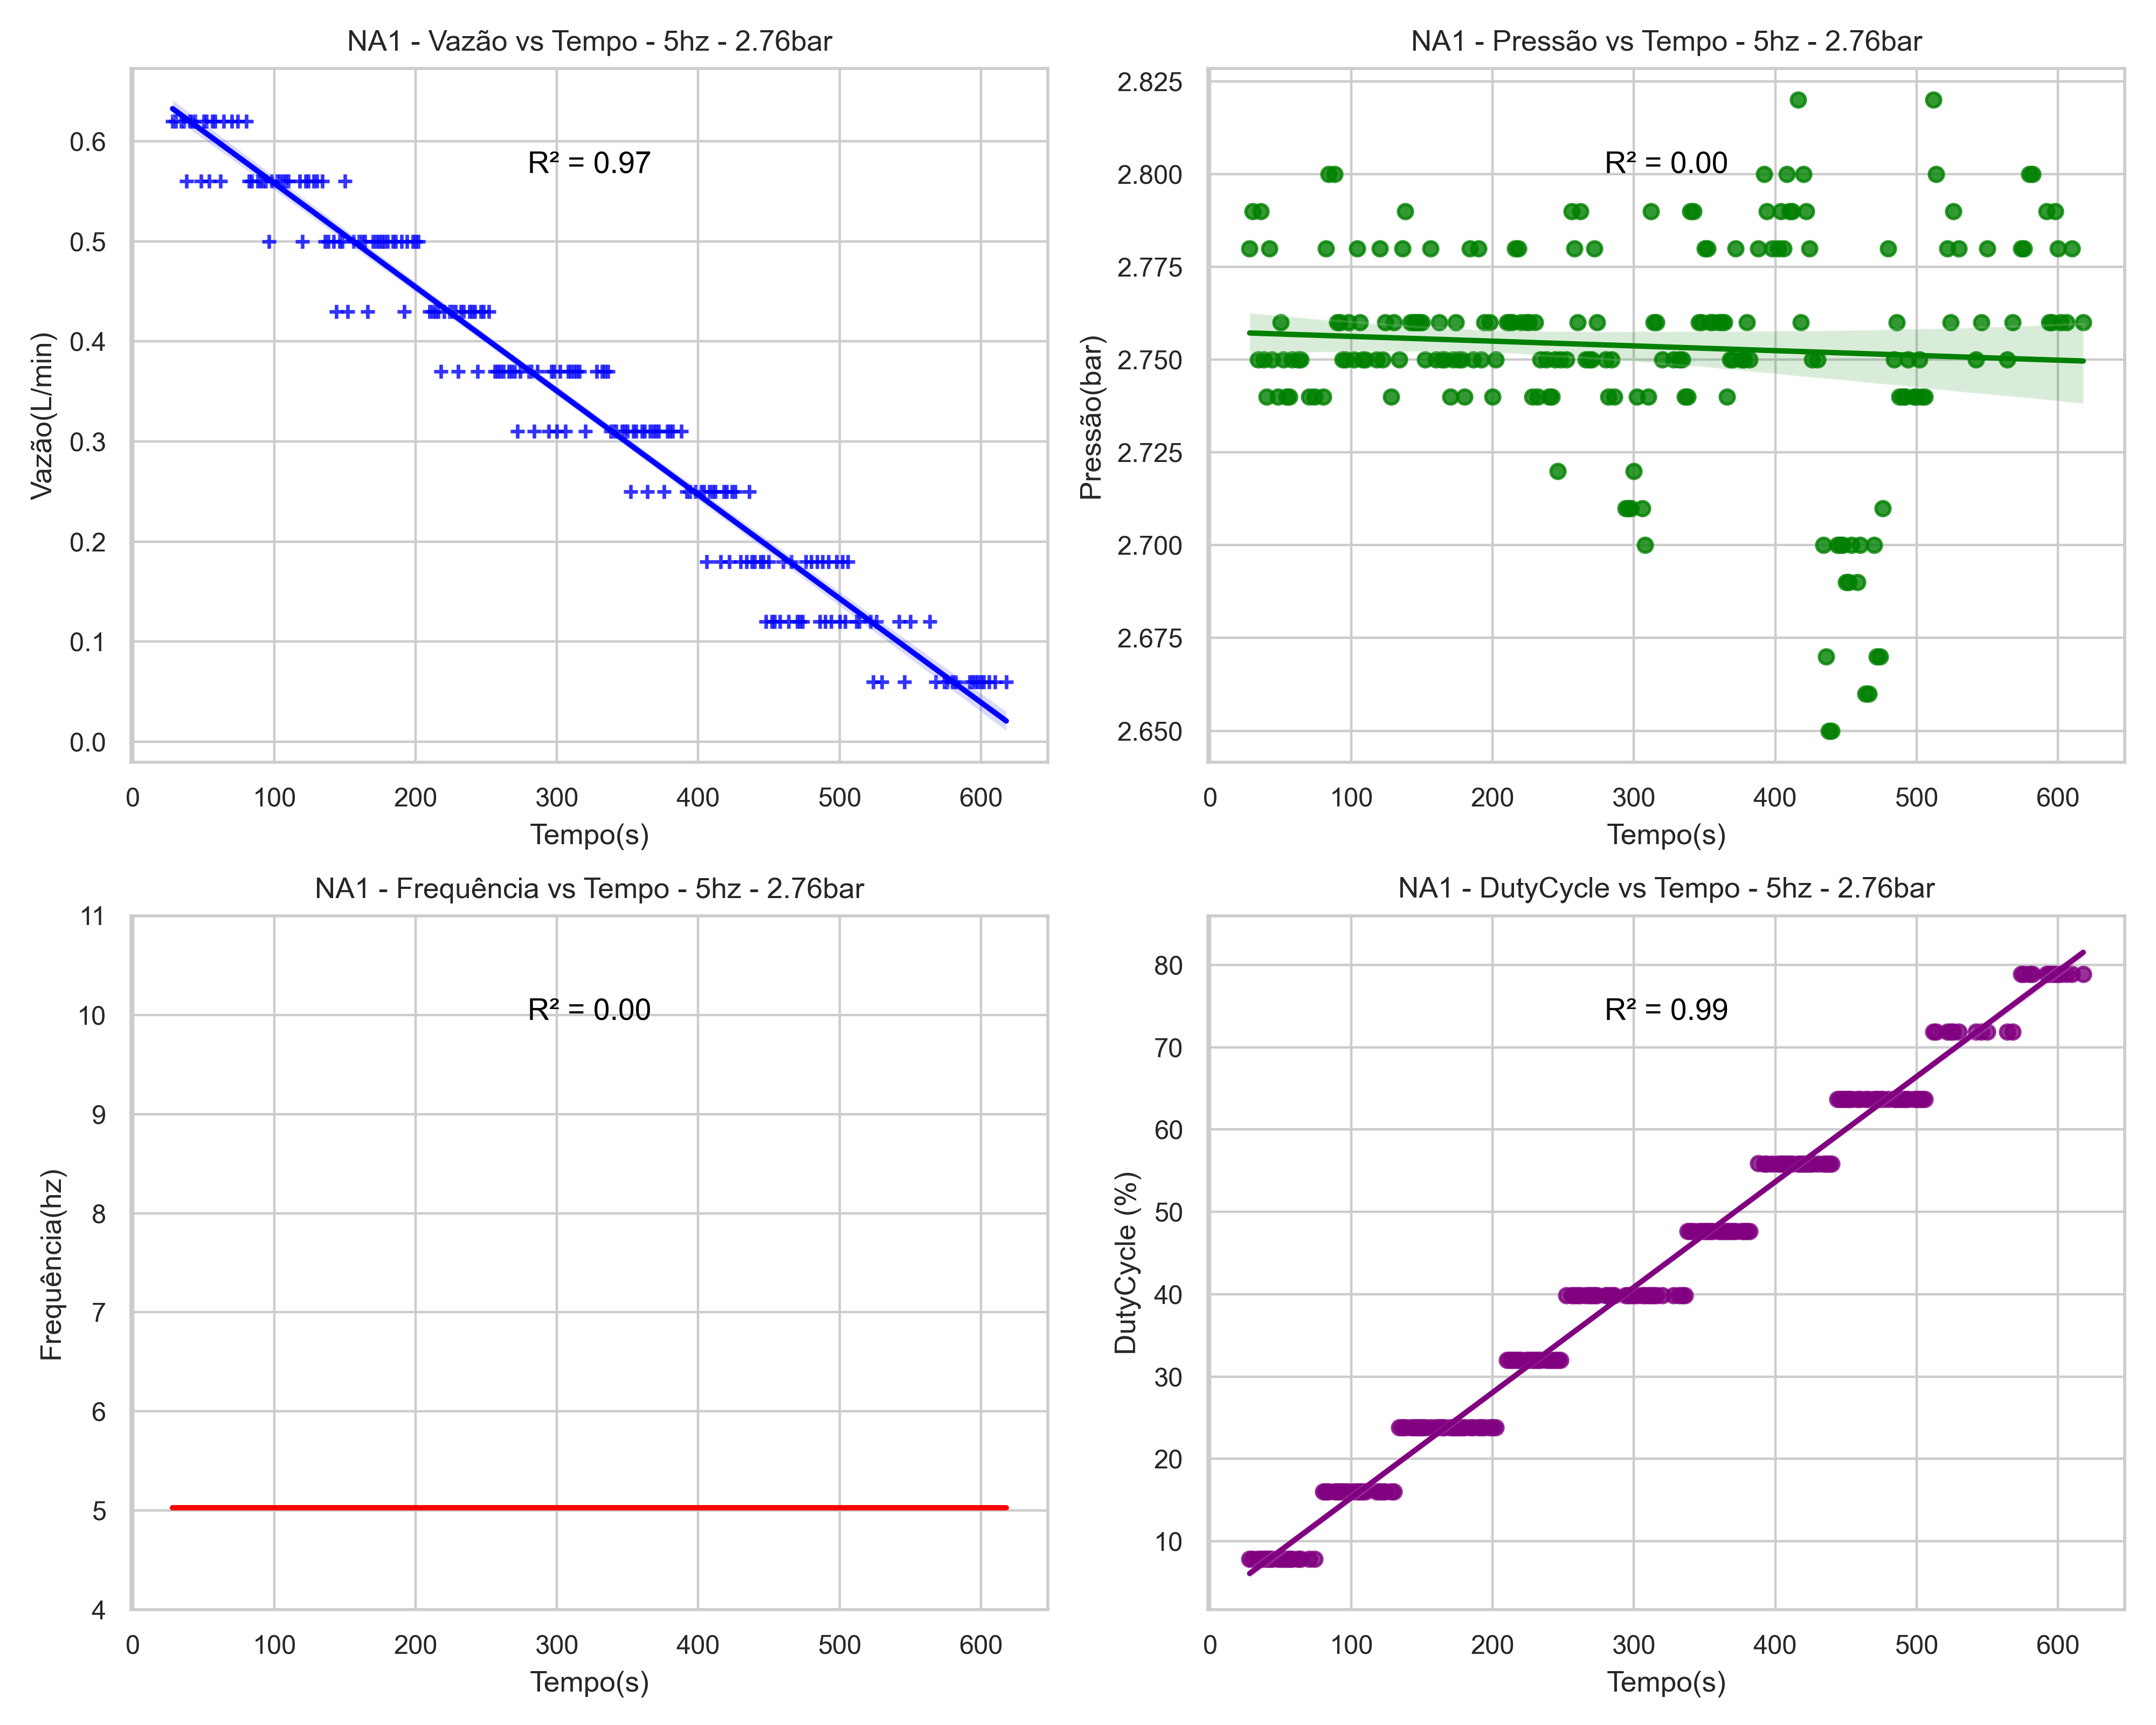 NA1 - Vazão vs Tempo - 5hz - 2.76bar
R² = 0.97
Vazão(L/min)
0.6
0.5
0.4
0.3
0.2
0.1
0.0
0 100 200 300 400 500 600
Tempo(s)
NA1 - Pressão vs Tempo - 5hz - 2.76bar
R² = 0.00
Pressão(bar)
2.825
2.800
2.775
2.750
2.725
2.700
2.675
2.650
0 100 200 300 400 500 600
Tempo(s)
NA1 - Frequência vs Tempo - 5hz - 2.76bar
R² = 0.00
Frequência(hz)
11
10
9
8
7
6
5
4
0 100 200 300 400 500 600
Tempo(s)
NA1 - DutyCycle vs Tempo - 5hz - 2.76bar
R² = 0.99
DutyCycle (%)
80
70
60
50
40
30
20
10
0 100 200 300 400 500 600
Tempo(s)